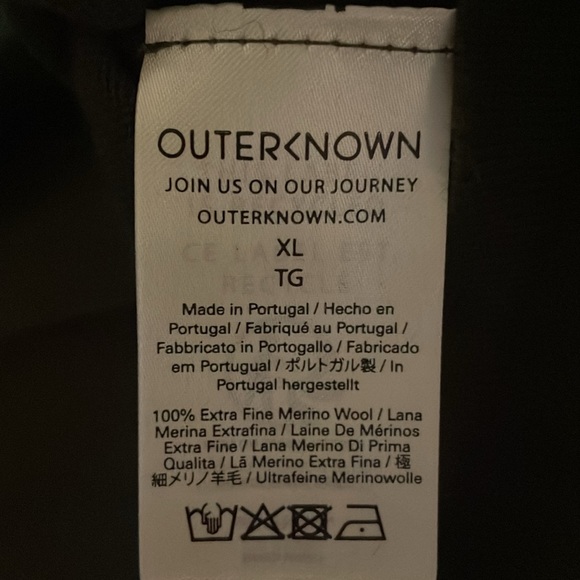 OUTERKNOWN
JOIN US ON OUR JOURNEY
OUTERKNOWN.COM
XL
TG
Made in Portugal / Hecho en
Portugal / Fabriqué au Portugal /
Fabbricato in Portogallo / Fabricado
em Portugual / ポルトガル製 / In
Portugal hergestellt
100% Extra Fine Merino Wool / Lana
Merina Extrafina / Laine De Mérinos
Extra Fine / Lana Merino Di Prima
Qualita / Lã Merino Extra Fina / 極
細メリノ羊毛 / Ultrafeine Merinowolle